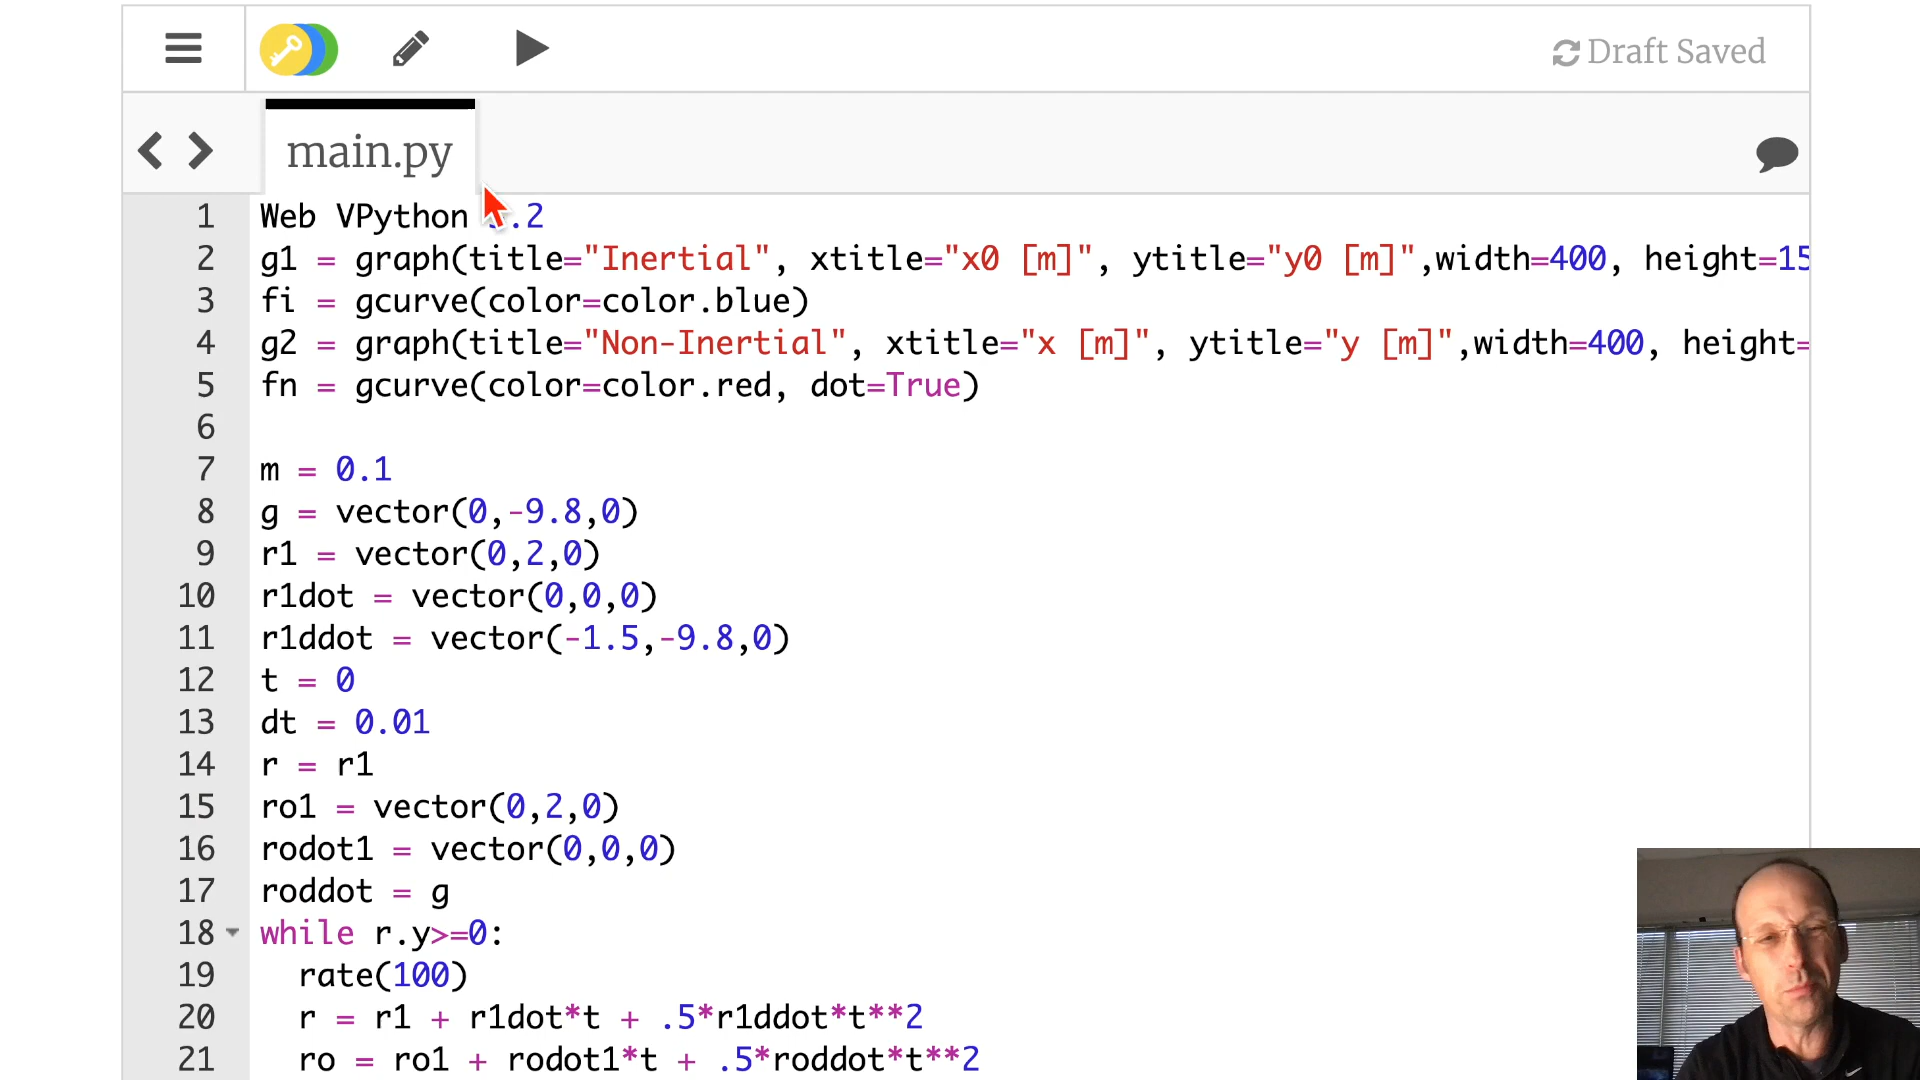 Draft Saved
main.py
1 Web VPython .2
2 g1 = graph(title="Inertial", xtitle="x0 [m]", ytitle="y0 [m]",width=400, height=15
3 fi = gcurve(color=color.blue)
4 g2 = graph(title="Non-Inertial", xtitle="x [m]", ytitle="y [m]",width=400, height=
5 fn = gcurve(color=color.red, dot=True)
6
7 m = 0.1
8 g = vector(0,-9.8,0)
9 r1 = vector(0,2,0)
10 r1dot = vector(0,0,0)
11 r1ddot = vector(-1.5,-9.8,0)
12 t = 0
13 dt = 0.01
14 r = r1
15 ro1 = vector(0,2,0)
16 rodot1 = vector(0,0,0)
17 roddot = g
18 while r.y>=0:
19   rate(100)
20   r = r1 + r1dot*t + .5*r1ddot*t**2
21   ro = ro1 + rodot1*t + .5*roddot*t**2